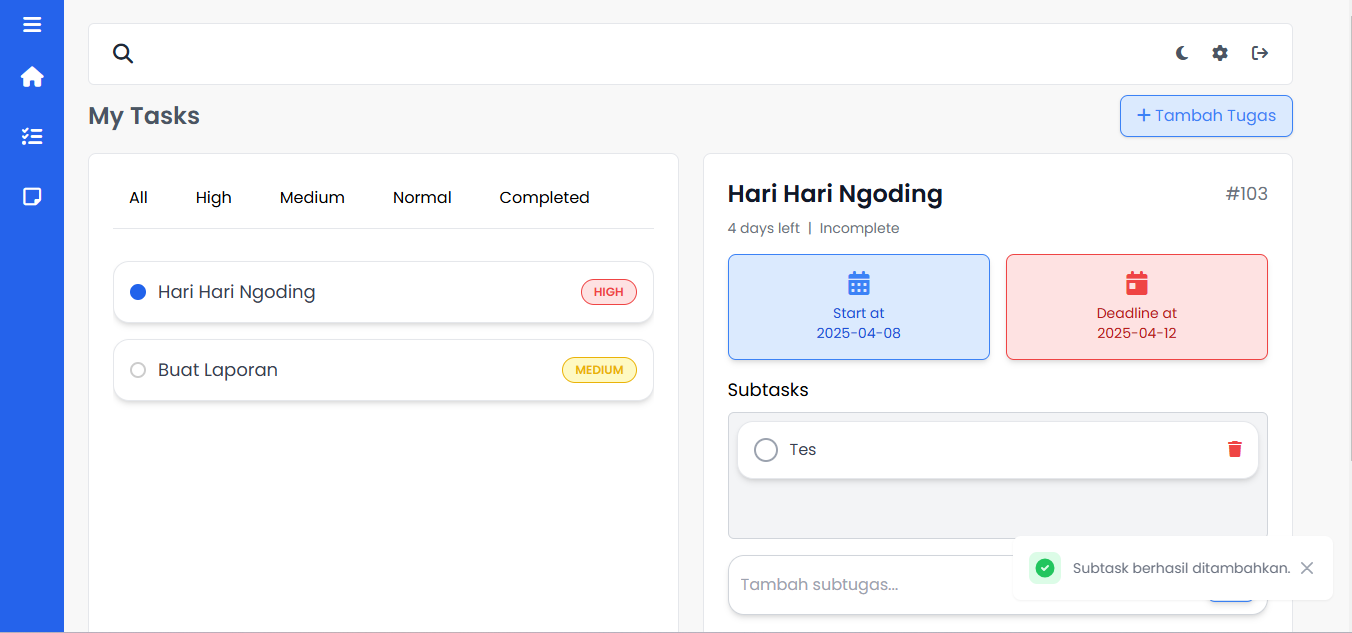 My Tasks
+ Tambah Tugas
All High Medium Normal Completed
Hari Hari Ngoding HIGH
Buat Laporan MEDIUM
Hari Hari Ngoding #103
4 days left | Incomplete
Start at
2025-04-08
Deadline at
2025-04-12
Subtasks
Tes
Tambah subtugas...
Subtask berhasil ditambahkan.